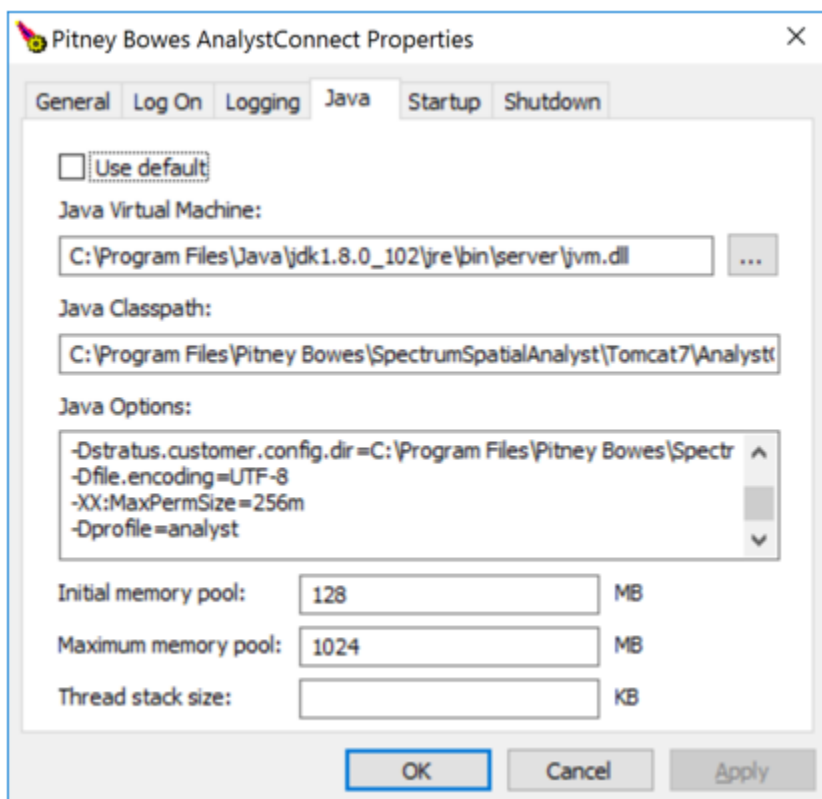 Pitney Bowes AnalystConnect Properties
General Log On Logging Java Startup Shutdown
Use default
Java Virtual Machine:
C:\Program Files\Java\jdk1.8.0_102\jre\bin\server\jvm.dll ...
Java Classpath:
C:\Program Files\Pitney Bowes\SpectrumSpatialAnalyst\Tomcat7\Analyst
Java Options:
-Dstratus.customer.config.dir=C:\Program Files\Pitney Bowes\Spectr
-Dfile.encoding=UTF-8
-XX:MaxPermSize=256m
-Dprofile=analyst
Initial memory pool: 128 MB
Maximum memory pool: 1024 MB
Thread stack size: KB
OK Cancel Apply